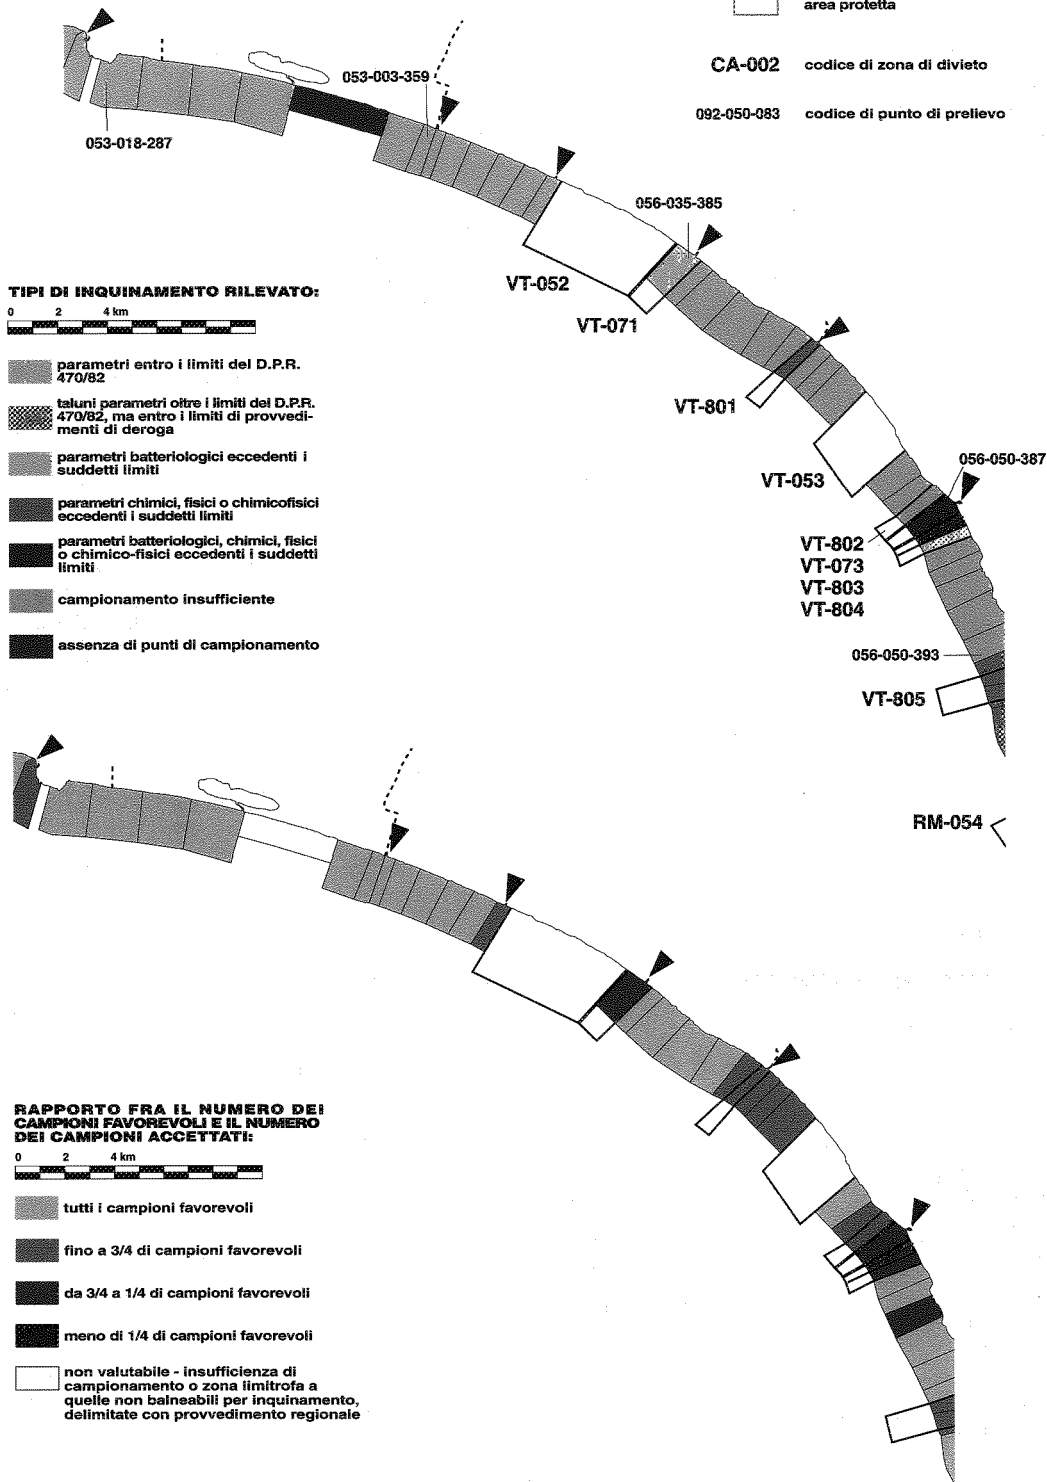 area protetta
CA-002 codice di zona di divieto
092-050-083 codice di punto di prelievo
053-003-359
053-018-287
056-035-385
VT-052
VT-071
VT-801
VT-053
056-050-387
VT-802
VT-073
VT-803
VT-804
056-050-393
VT-805
RM-054
TIPI DI INQUINAMENTO RILEVATO:
0 2 4 km
parametri entro i limiti del D.P.R.
470/82
taluni parametri oltre i limiti del D.P.R.
470/82, ma entro i limiti di provvedi-
menti di deroga
parametri batteriologici eccedenti i
suddetti limiti
parametri chimici, fisici o chimicofisici
eccedenti i suddetti limiti
parametri batteriologici, chimici, fisici
o chimico-fisici eccedenti i suddetti
limiti
campionamento insufficiente
assenza di punti di campionamento
RAPPORTO FRA IL NUMERO DEI
CAMPIONI FAVOREVOLI E IL NUMERO
DEI CAMPIONI ACCETTATI:
0 2 4 km
tutti i campioni favorevoli
fino a 3/4 di campioni favorevoli
da 3/4 a 1/4 di campioni favorevoli
meno di 1/4 di campioni favorevoli
non valutabile - insufficienza di
campionamento o zona limitrofa a
quelle non balneabili per inquinamento,
delimitate con provvedimento regionale